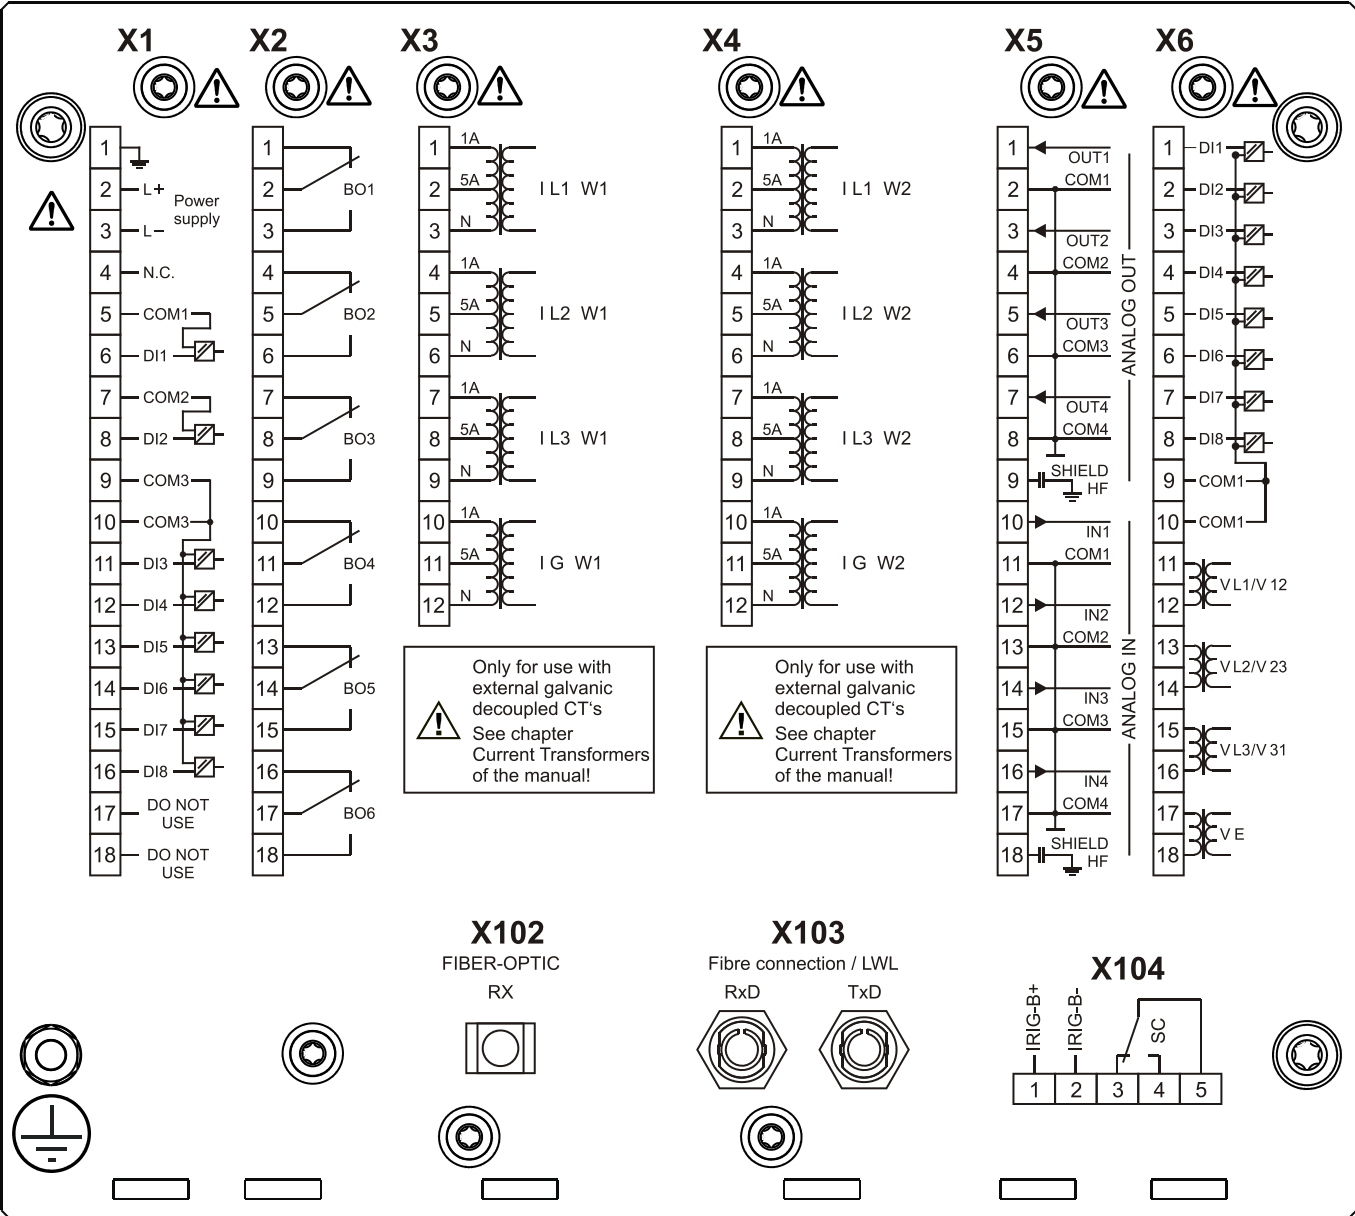 X1
1
2 L+
Power
supply
3 L−
4 N.C.
5 COM1
6 DI1
7 COM2
8 DI2
9 COM3
10 COM3
11 DI3
12 DI4
13 DI5
14 DI6
15 DI7
16 DI8
17 DO NOT
USE
18 DO NOT
USE
X2
1
2 BO1
3
4
5 BO2
6
7
8 BO3
9
10
11 BO4
12
13
14 BO5
15
16
17 BO6
18
X3
1 1A
2 5A I L1 W1
3 N
4 1A
5 5A I L2 W1
6 N
7 1A
8 5A I L3 W1
9 N
10 1A
11 5A I G W1
12 N
Only for use with
external galvanic
decoupled CT‘s
See chapter
Current Transformers
of the manual!
X4
1 1A
2 5A I L1 W2
3 N
4 1A
5 5A I L2 W2
6 N
7 1A
8 5A I L3 W2
9 N
10 1A
11 5A I G W2
12 N
Only for use with
external galvanic
decoupled CT‘s
See chapter
Current Transformers
of the manual!
X5
1 OUT1
2 COM1
3 OUT2
4 COM2
5 OUT3
6 COM3
7 OUT4
8 COM4
9 SHIELD
HF
ANALOG OUT
10 IN1
11 COM1
12 IN2
13 COM2
14 IN3
15 COM3
16 IN4
17 COM4
18 SHIELD
HF
ANALOG IN
X6
1 DI1
2 DI2
3 DI3
4 DI4
5 DI5
6 DI6
7 DI7
8 DI8
9 COM1
10 COM1
11
V L1/V 12
12
13
V L2/V 23
14
15
V L3/V 31
16
17
V E
18
X102
FIBER-OPTIC
RX
X103
Fibre connection / LWL
RxD TxD
X104
IRIG-B+
IRIG-B-
SC
1 2 3 4 5